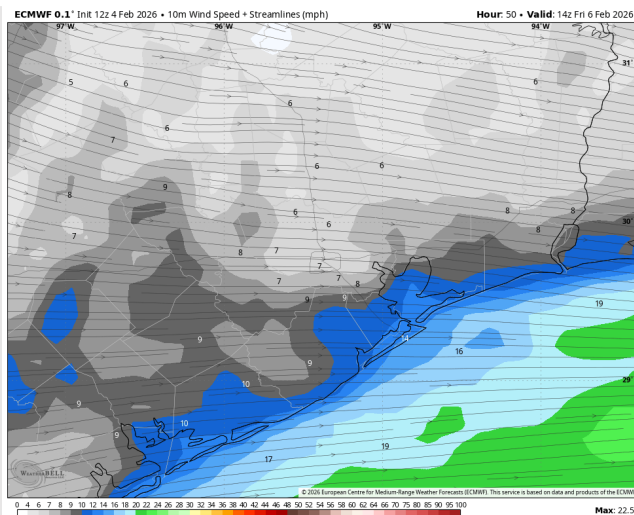 ECMWF 0.1° Init 12z 4 Feb 2026 • 10m Wind Speed + Streamlines (mph) Hour: 50 • Valid: 14z Fri 6 Feb 2026
97°W 96°W 95°W 94°W
31°
5 6 6
6
6
7
6 6
9
8
6 8 8
30°
7 6 8
8 7
7 7
7 8
9 9
19
9 14
16
9
29°
10
9
10
9
19
17
WEATHERBELL
© 2026 European Centre for Medium-Range Weather Forecasts (ECMWF). This service is based on data and products of the ECMWF
0 4 6 7 8 9 10 12 14 16 18 20 22 24 26 28 30 32 34 36 38 40 42 44 46 48 50 52 54 56 58 60 62 64 66 70 75 80 85 90 95 100
Max: 22.5